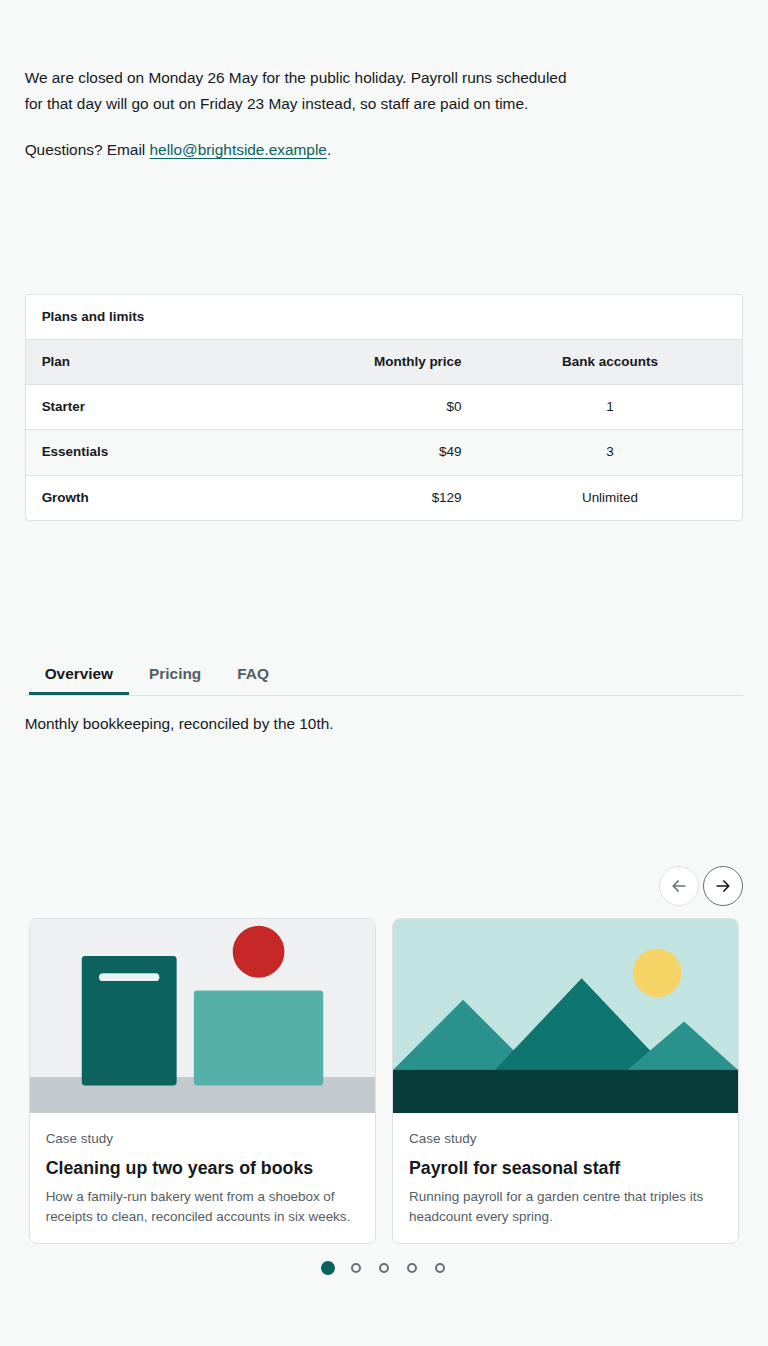 We are closed on Monday 26 May for the public holiday. Payroll runs scheduled
for that day will go out on Friday 23 May instead, so staff are paid on time.
Questions? Email hello@brightside.example.
Plans and limits
Plan Monthly price Bank accounts
Starter $0 1
Essentials $49 3
Growth $129 Unlimited
Overview Pricing FAQ
Monthly bookkeeping, reconciled by the 10th.
Case study
Cleaning up two years of books
How a family-run bakery went from a shoebox of
receipts to clean, reconciled accounts in six weeks.
Case study
Payroll for seasonal staff
Running payroll for a garden centre that triples its
headcount every spring.